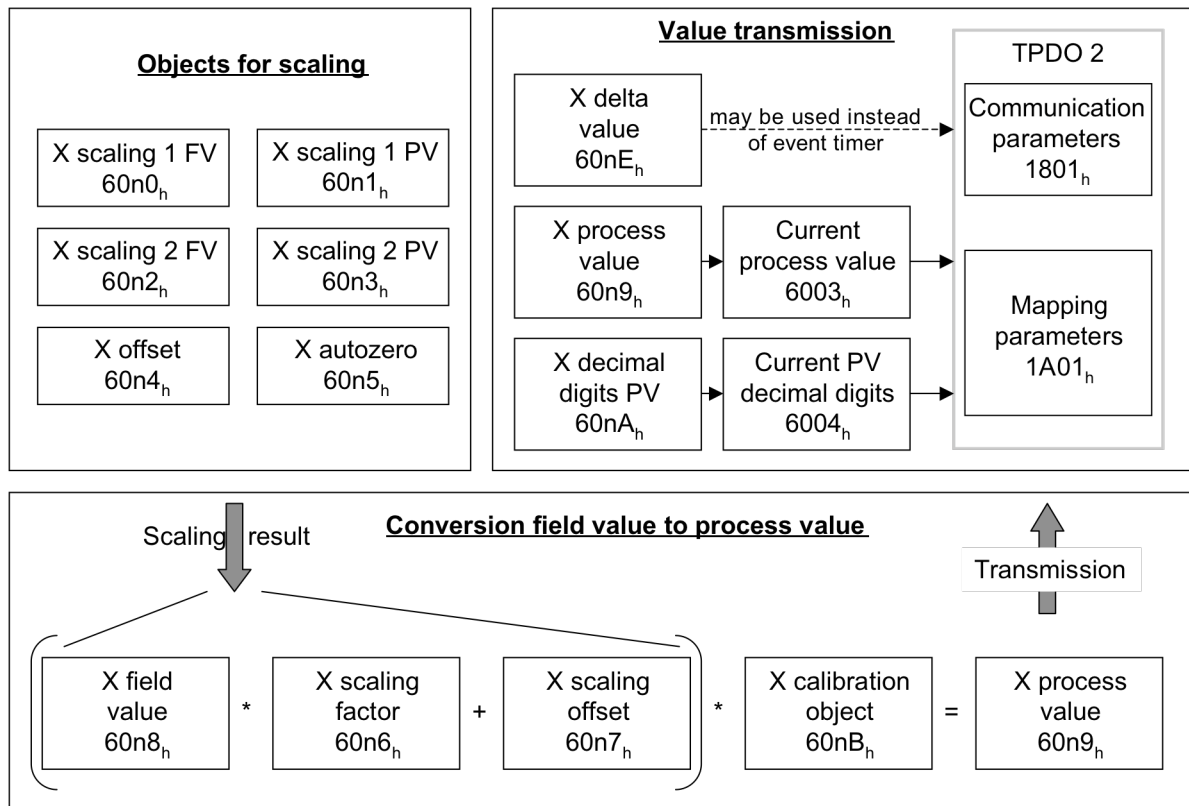 Objects for scaling
X scaling 1 FV
60n0h
X scaling 1 PV
60n1h
X scaling 2 FV
60n2h
X scaling 2 PV
60n3h
X offset
60n4h
X autozero
60n5h
Value transmission
X delta
value
60nEh
may be used instead
of event timer
TPDO 2
Communication
parameters
1801h
X process
value
60n9h
Current
process value
6003h
Mapping
parameters
1A01h
X decimal
digits PV
60nAh
Current PV
decimal digits
6004h
Conversion field value to process value
Scaling result
Transmission
X field
value
60n8h
*
X scaling
factor
60n6h
+
X scaling
offset
60n7h
*
X calibration
object
60nBh
=
X process
value
60n9h